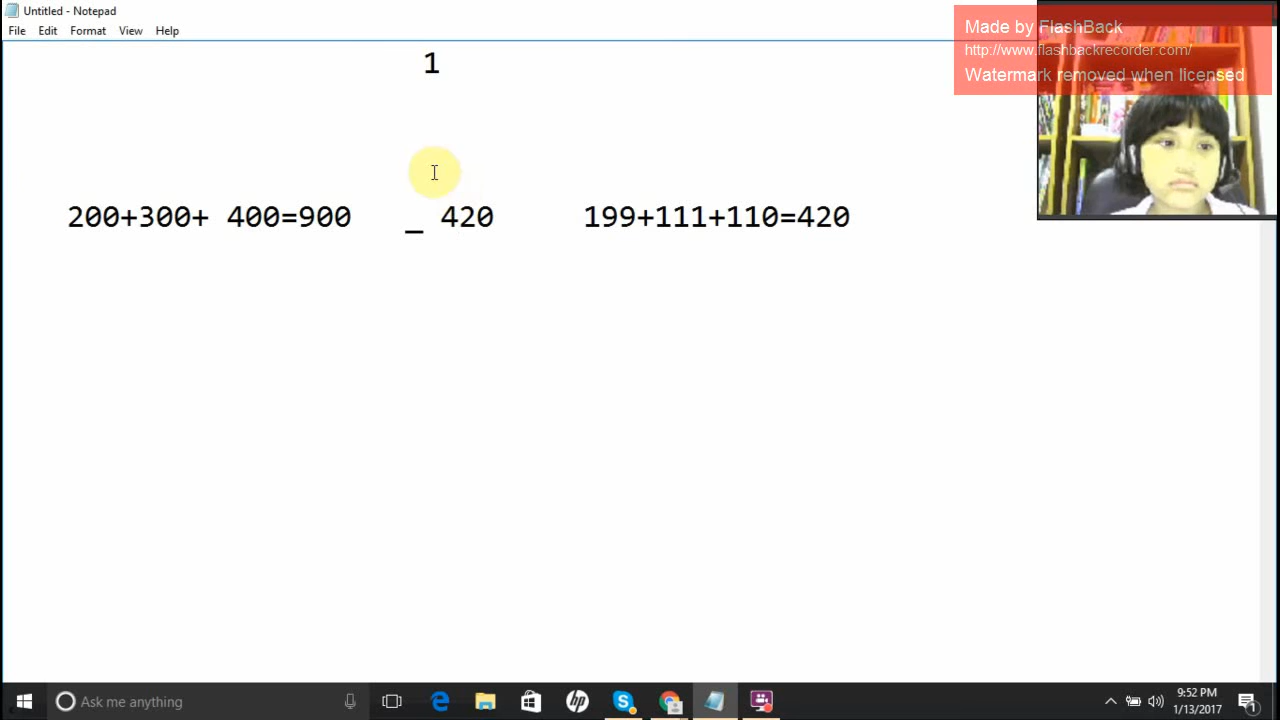 Untitled - Notepad
File Edit Format View Help
Made by FlashBack
http://www.flashbackrecorder.com/
Watermark removed when licensed
1
200+300+ 400=900 _ 420 199+111+110=420
Ask me anything
9:52 PM
1/13/2017
1